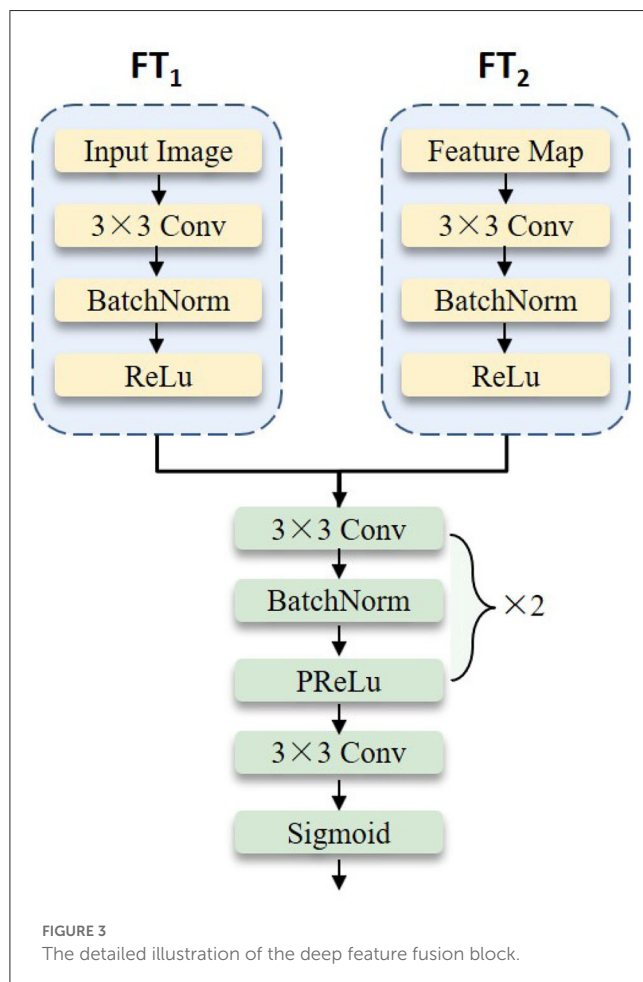 FT₁
Input Image
3×3 Conv
BatchNorm
ReLu
FT₂
Feature Map
3×3 Conv
BatchNorm
ReLu
3×3 Conv
BatchNorm
PReLu
×2
3×3 Conv
Sigmoid
FIGURE 3
The detailed illustration of the deep feature fusion block.